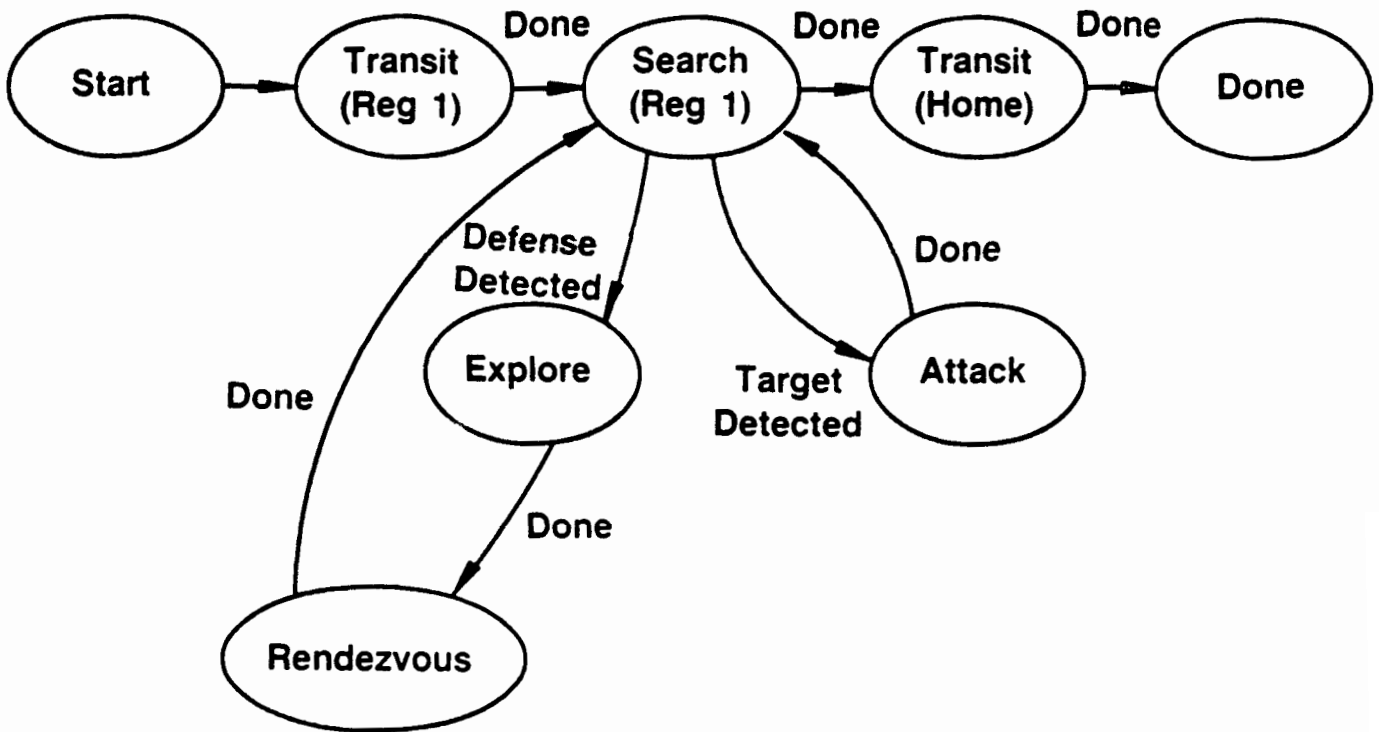 Done
Done
Done
Start
Transit
(Reg 1)
Search
(Reg 1)
Transit
(Home)
Done
Defense
Detected
Done
Explore
Target
Detected
Attack
Done
Done
Rendezvous